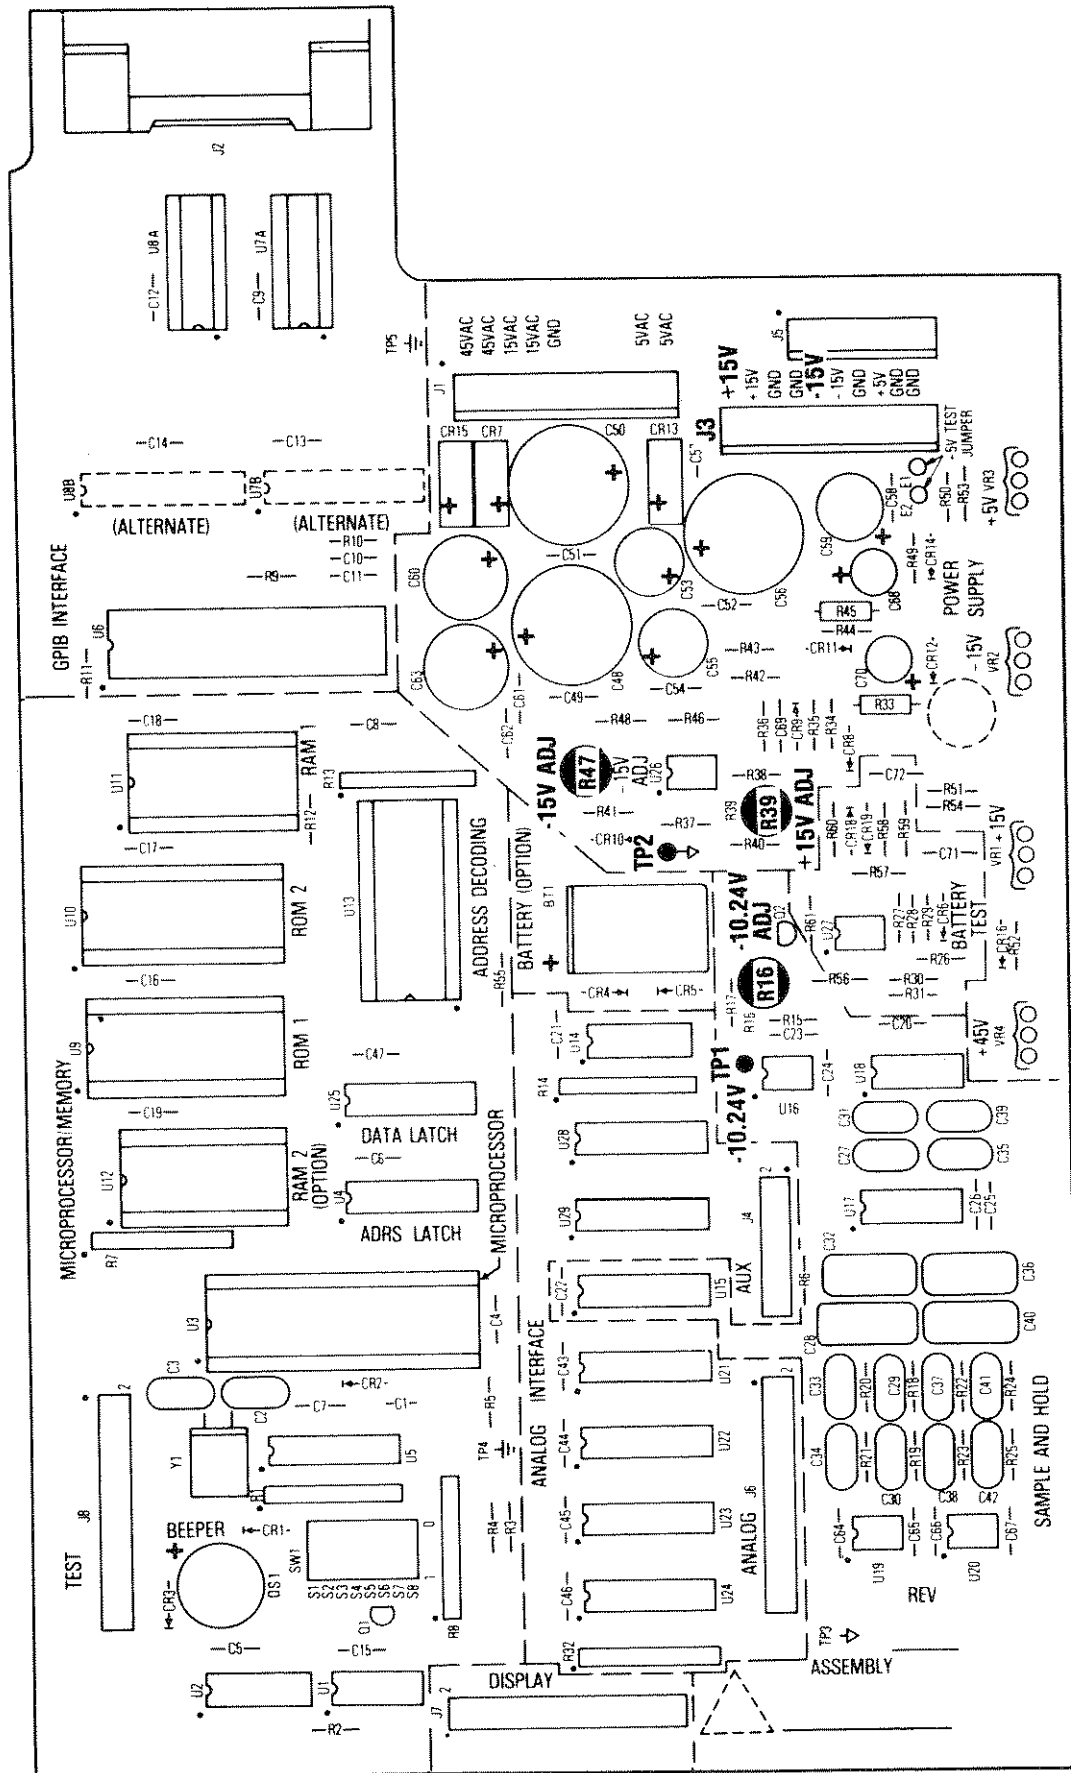 J2
U8A
—C12—
U7A
—C9—
TP5
45VAC
45VAC
15VAC
15VAC
GND
5VAC
5VAC
J1
+15V
+15V
GND
GND
-15V
-15V
GND
+5V
GND
GND
J5
J3
—C14—
—C13—
U8B
(ALTERNATE)
U7B
(ALTERNATE)
CR15
CR7
C50
CR13
—R10—
—C10—
—C11—
—R9—
GPIB INTERFACE
U6
—R11—
C60
—C51—
C53
C59
C58
E2
E1
-5V TEST
JUMPER
—R50—
—R53—
+5V
VR3
C63
C61
C62
—C49—
C48
—C54—
C55
—C52—
C56
R45
—R44—
—CR11—
C68
—R49—
CR14
POWER
SUPPLY
—R43—
—R42—
C70
CR12
-15V
VR2
R33
—R48—
—R46—
R36
C69
CR9
R35
R34
—C18—
—C8—
U11
RAM 1
—R12—
—C17—
R13
-15V ADJ
R47
-15V
ADJ
U26
—R38—
R39
R39
+15V ADJ
—R40—
—R41—
—CR10
—R37—
TP2
CR8
—C72—
—R51—
—R54—
R60
CR18
CR19
R58
R59
—C71—
—R57—
VR1
+15V
U10
ROM 2
—C16—
U13
ADDRESS DECODING
BATTERY (OPTION)
BT1
—R55—
-10.24V
ADJ
Q2
R61
U27
R27
R28
R29
CR6
—R26—
BATTERY
TEST
CR16
R52
—CR4—
—CR5—
R16
R17
R16
—R56—
—R30—
—R31—
—R15—
—C23—
—C20—
+45V
VR4
MICROPROCESSOR/MEMORY
U9
ROM 1
—C19—
—C47—
U25
DATA LATCH
—C6—
—C21—
U14
R14
TP1
-10.24V
U16
—C24—
U18
C31
C39
C27
C35
U12
RAM 2
(OPTION)
R7
U4
ADRS LATCH
MICROPROCESSOR
U28
U29
J4
2
AUX
R6
U17
—C26—
—C25—
C32
C36
U3
—C4—
—C22—
U15
C28
C40
C3
C2
—CR2—
—C7—
—C1—
—R5—
ANALOG INTERFACE
—C43—
U21
2
C33
R20
C29
R18
C37
R22
C41
R24
J8
2
TEST
Y1
U5
TP4
—C44—
U22
C34
R21
C30
R19
C38
R23
C42
R25
SAMPLE AND HOLD
BEEPER
—CR1—
—CR3—
DS1
SW1
S1
S2
S3
S4
S5
S6
S7
S8
0
1
Q1
R8
—R4—
—R3—
—C45—
U23
J6
ANALOG
—C64—
U19
—C65—
—C66—
U20
—C67—
REV
—C46—
U24
R32
TP3
ASSEMBLY
—C5—
—C15—
U2
U1
—R2—
DISPLAY
2
J7